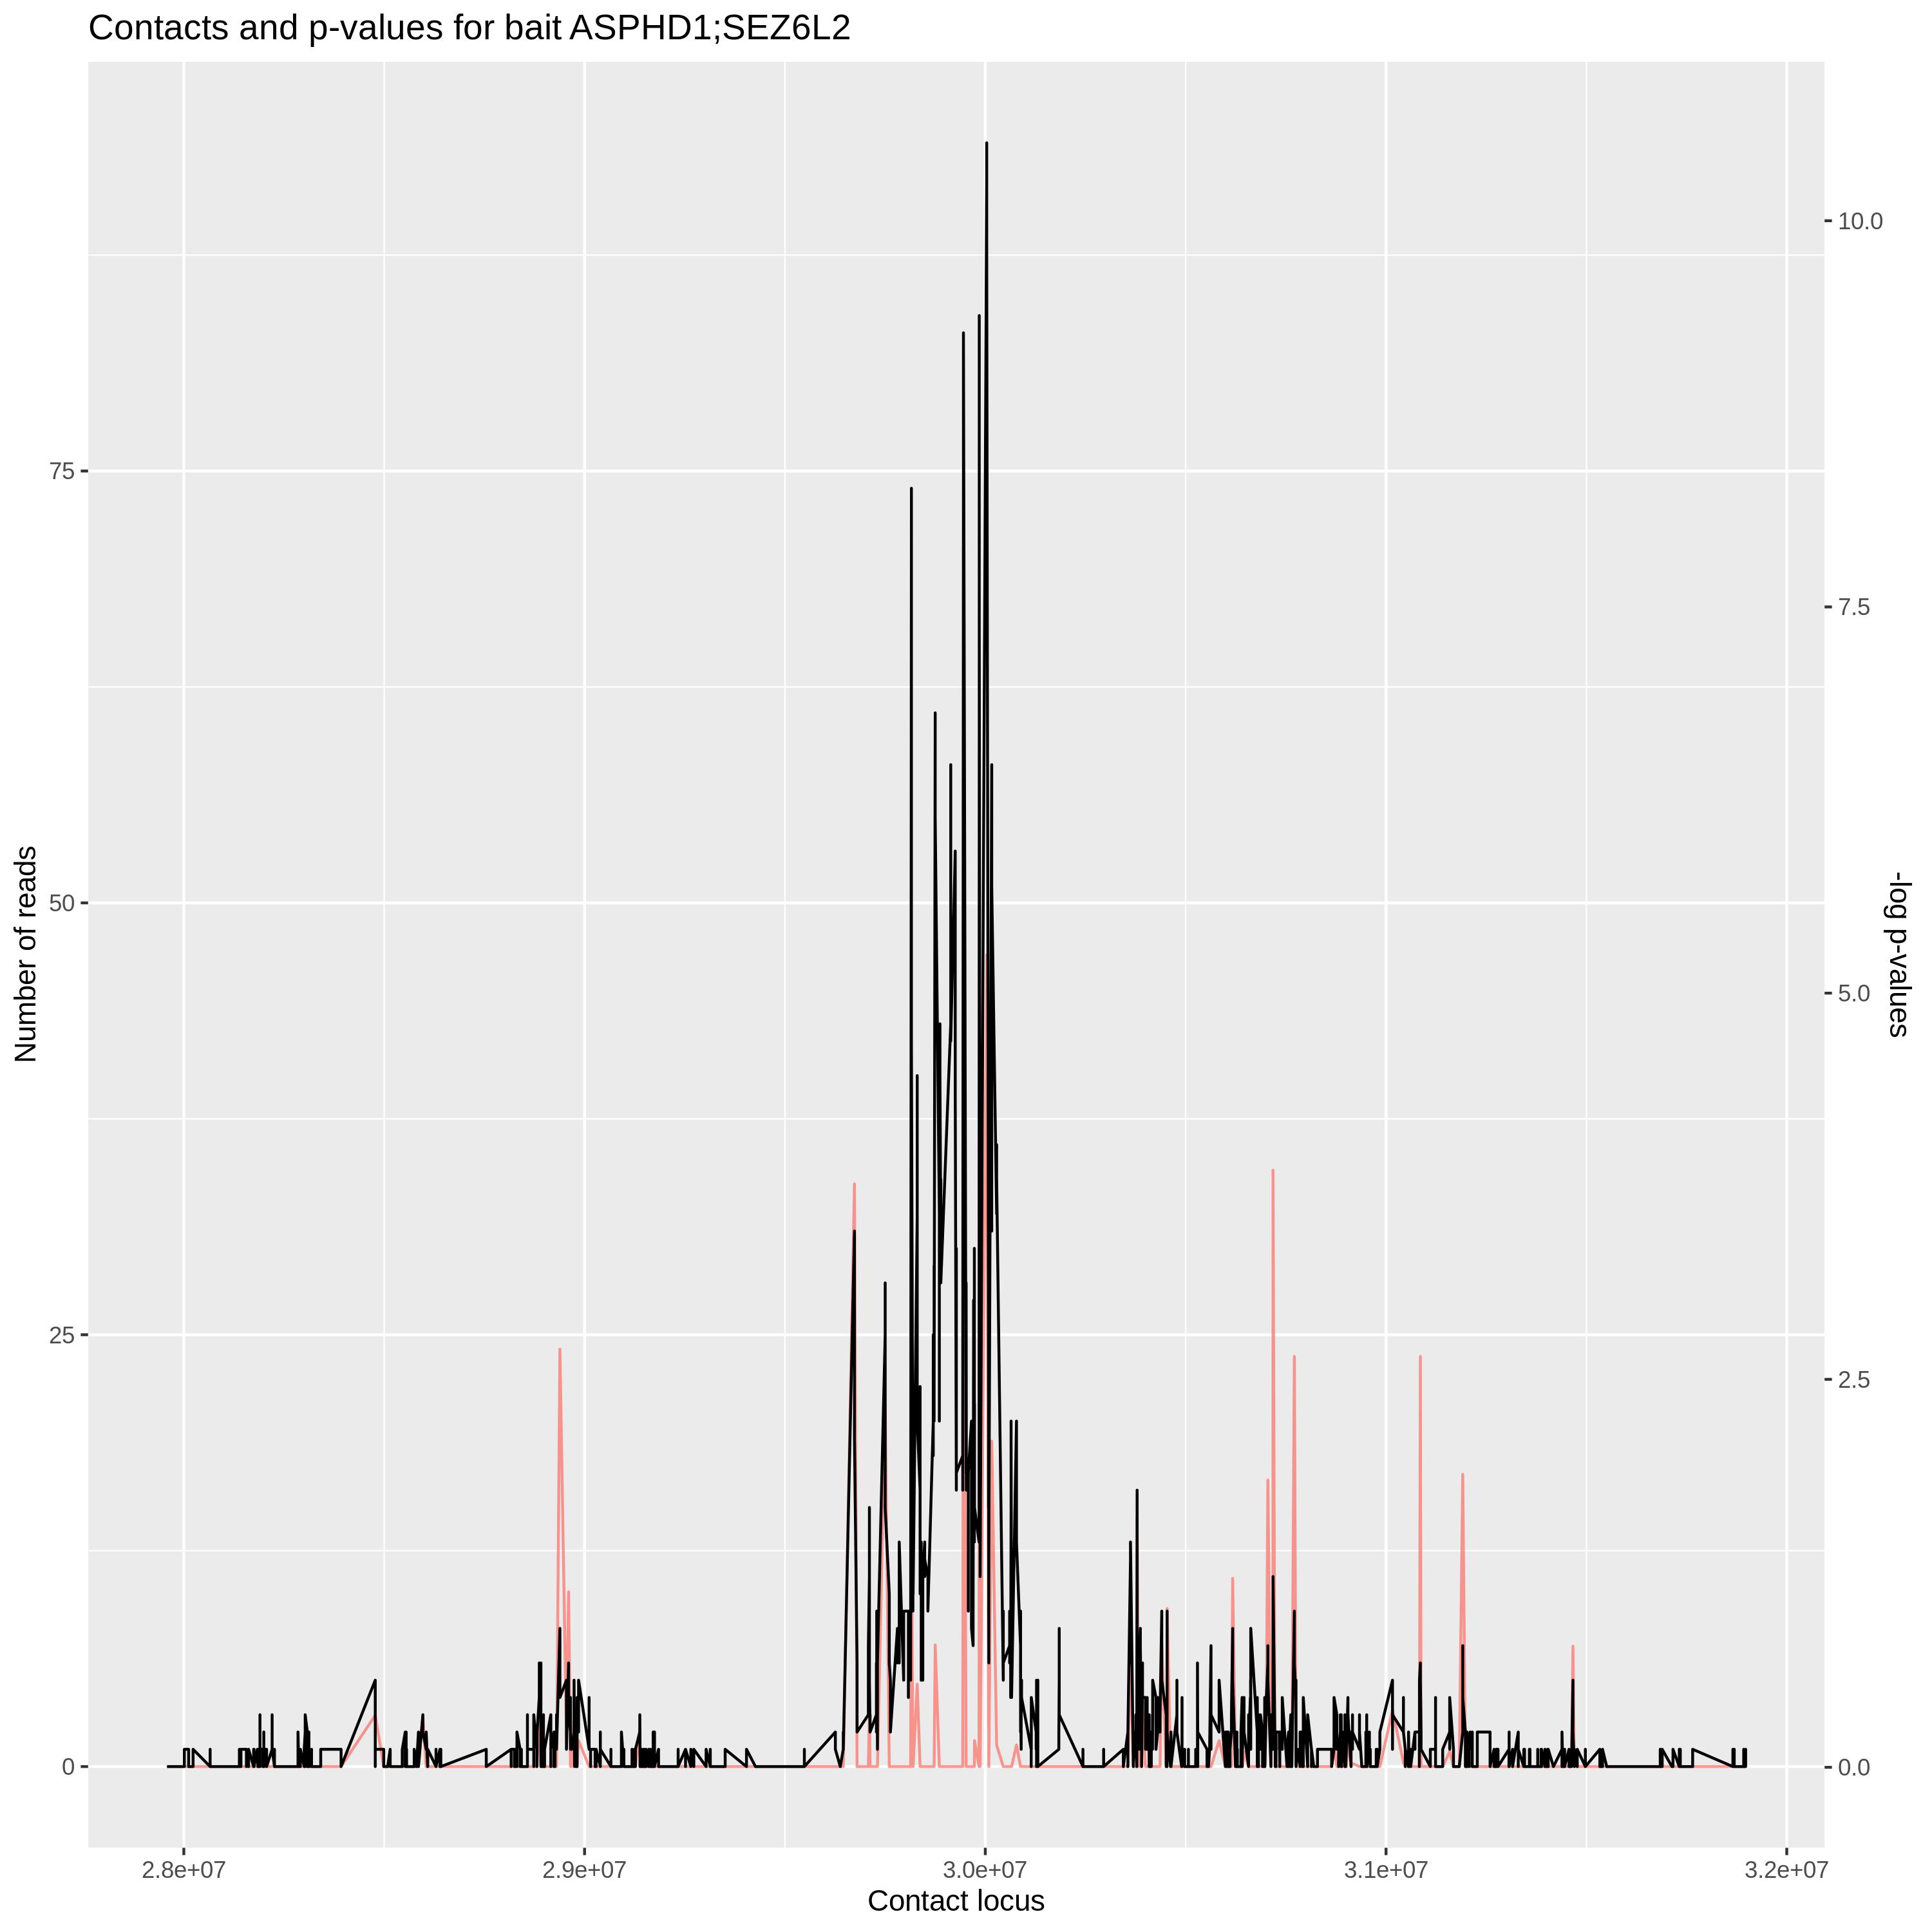 Contacts and p-values for bait ASPHD1;SEZ6L2
Number of reads
75
50
25
0
10.0
7.5
5.0
2.5
0.0
-log p-values
2.8e+07 2.9e+07 3.0e+07 3.1e+07 3.2e+07
Contact locus